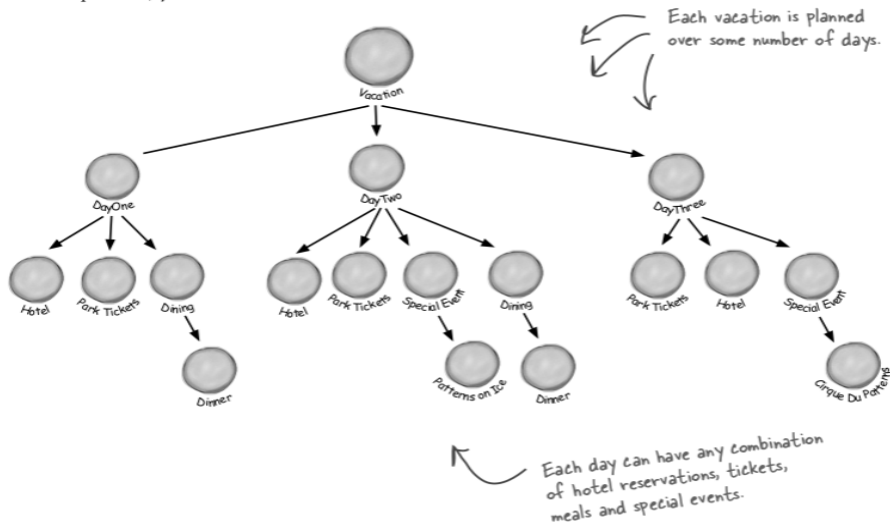 Each vacation is planned
over some number of days.
Vacation
DayOne
DayTwo
DayThree
Hotel
Park Tickets
Dining
Hotel
Park Tickets
Special Event
Dining
Park Tickets
Hotel
Special Event
Dinner
Patterns on Ice
Dinner
Cirque Du Patterns
Each day can have any combination
of hotel reservations, tickets,
meals and special events.